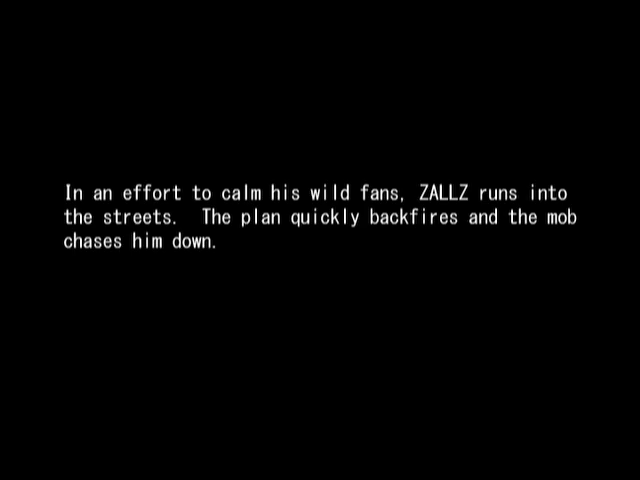 In an effort to calm his wild fans, ZALLZ runs into
the streets.  The plan quickly backfires and the mob
chases him down.